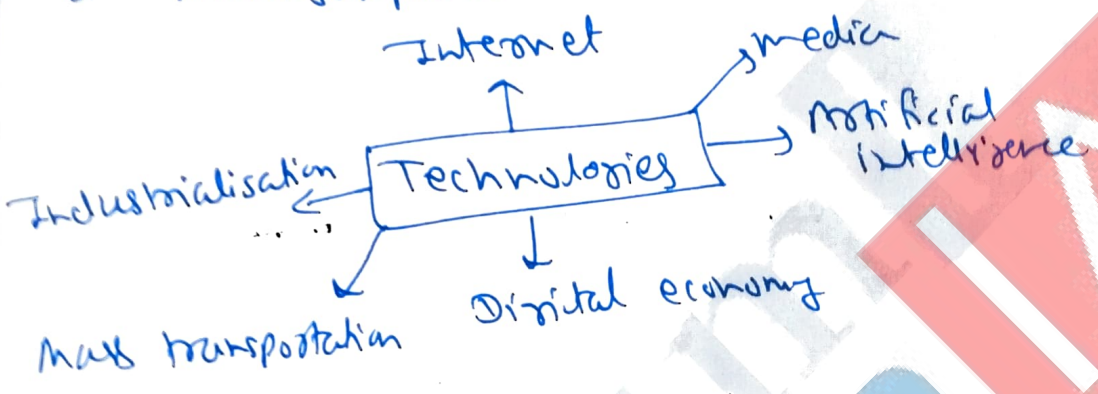 Internet
media
Artificial
intelligence
Technologies
Industrialisation
Digital economy
Mass transportation